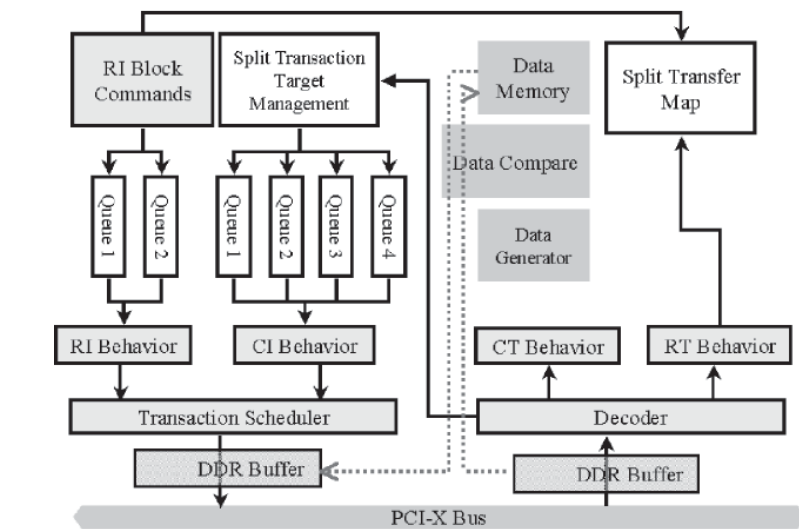 RI Block
Commands
Split Transaction
Target
Management
Data
Memory
Split Transfer
Map
Data Compare
Queue 1
Queue 2
Queue 1
Queue 2
Queue 3
Queue 4
Data
Generator
RI Behavior
CI Behavior
CT Behavior
RT Behavior
Transaction Scheduler
Decoder
DDR Buffer
DDR Buffer
PCI-X Bus